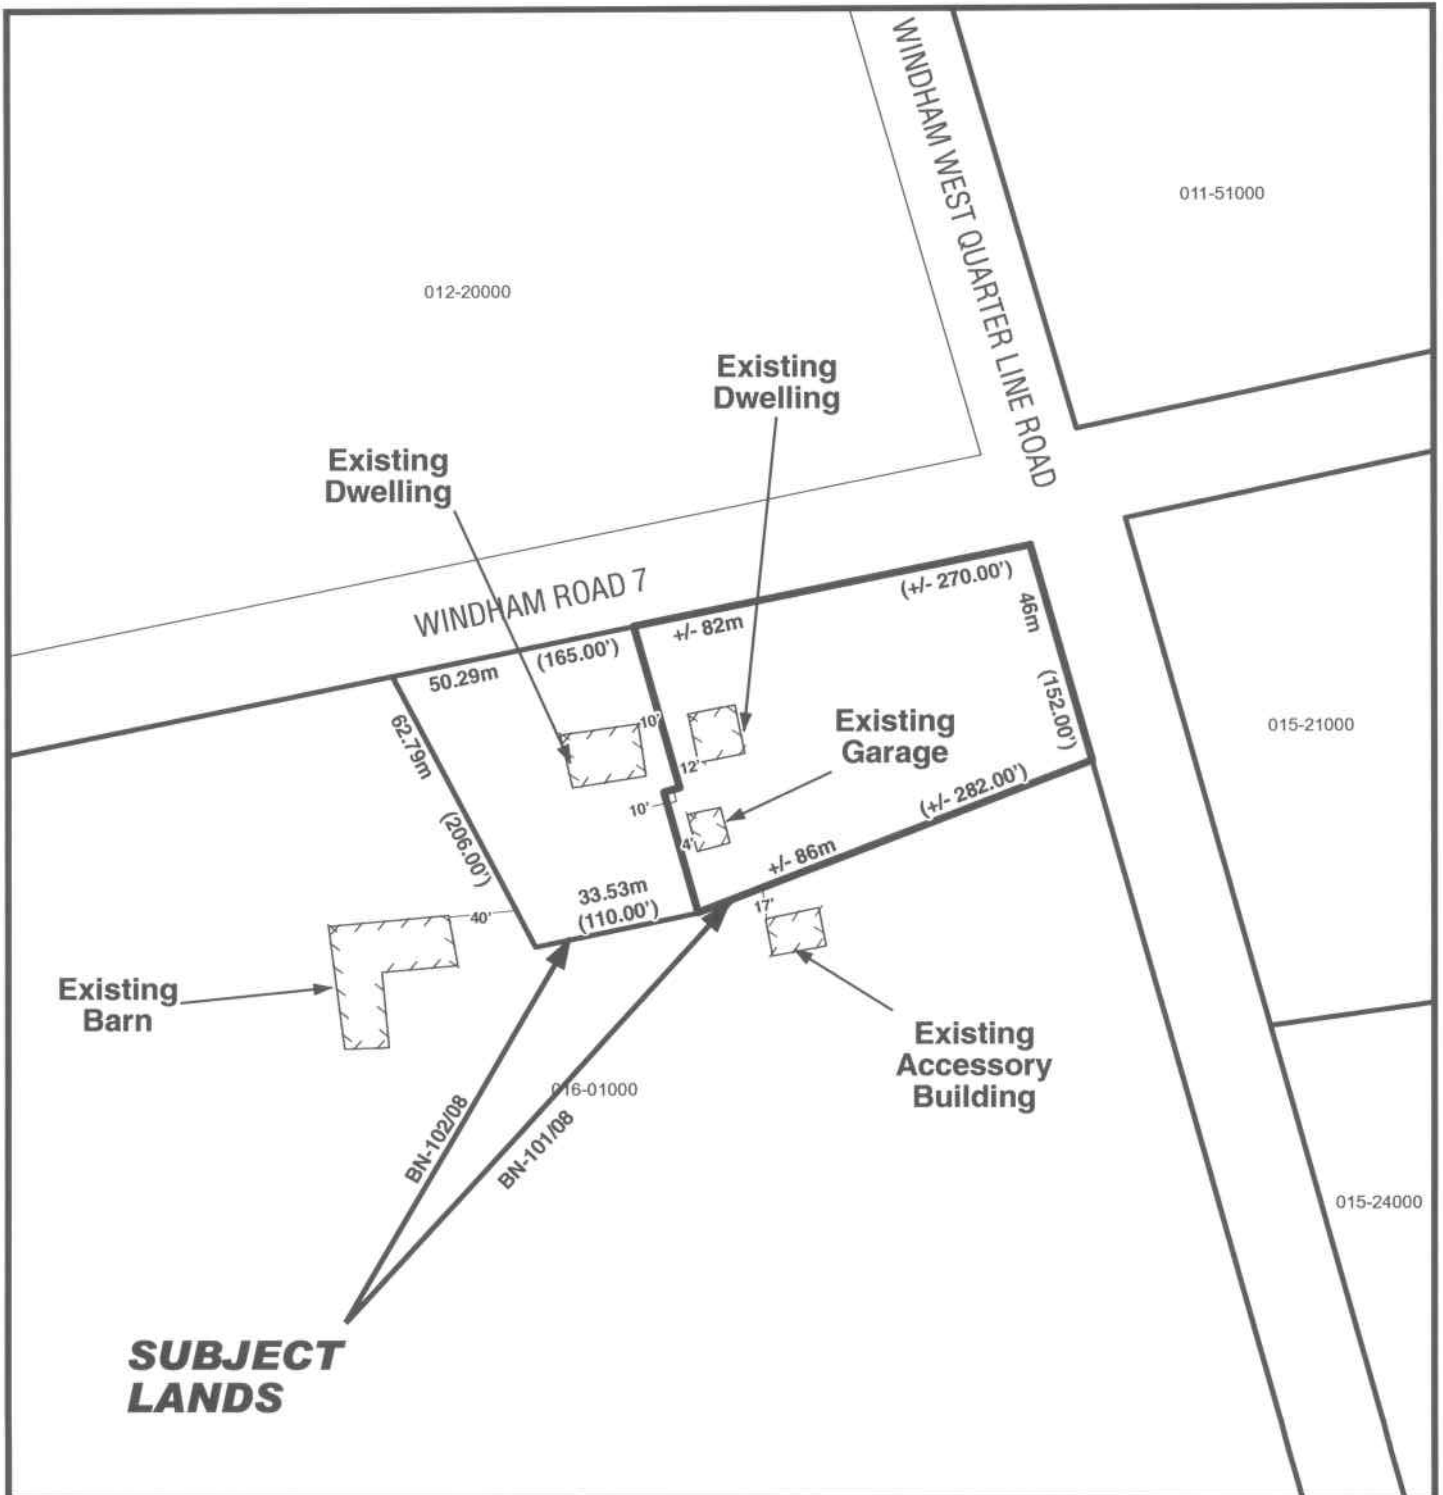 WINDHAM WEST QUARTER LINE ROAD
011-51000
012-20000
Existing
Dwelling
Existing
Dwelling
WINDHAM ROAD 7
(+/- 270.00')
+/- 82m
46m
(152.00')
50.29m
(165.00')
62.79m
(206.00')
10'
12'
10'
4'
Existing
Garage
015-21000
(+/- 282.00')
+/- 86m
33.53m
(110.00')
40'
17'
Existing
Barn
Existing
Accessory
Building
016-01000
BN-102/08
BN-101/08
015-24000
SUBJECT
LANDS